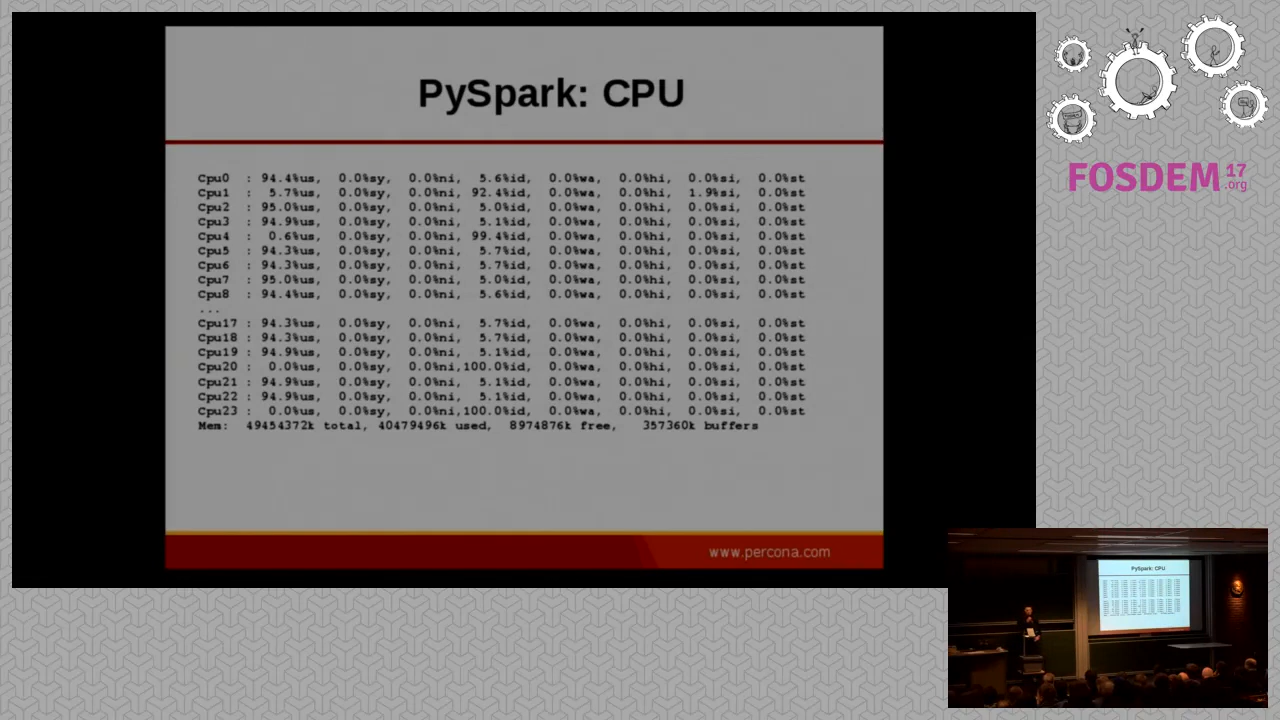 PySpark: CPU
Cpu0  : 94.4%us,  0.0%sy,  0.0%ni,  5.6%id,  0.0%wa,  0.0%hi,  0.0%si,  0.0%st
Cpu1  :  5.7%us,  0.0%sy,  0.0%ni, 92.4%id,  0.0%wa,  0.0%hi,  1.9%si,  0.0%st
Cpu2  : 95.0%us,  0.0%sy,  0.0%ni,  5.0%id,  0.0%wa,  0.0%hi,  0.0%si,  0.0%st
Cpu3  : 94.9%us,  0.0%sy,  0.0%ni,  5.1%id,  0.0%wa,  0.0%hi,  0.0%si,  0.0%st
Cpu4  :  0.6%us,  0.0%sy,  0.0%ni, 99.4%id,  0.0%wa,  0.0%hi,  0.0%si,  0.0%st
Cpu5  : 94.3%us,  0.0%sy,  0.0%ni,  5.7%id,  0.0%wa,  0.0%hi,  0.0%si,  0.0%st
Cpu6  : 94.3%us,  0.0%sy,  0.0%ni,  5.7%id,  0.0%wa,  0.0%hi,  0.0%si,  0.0%st
Cpu7  : 95.0%us,  0.0%sy,  0.0%ni,  5.0%id,  0.0%wa,  0.0%hi,  0.0%si,  0.0%st
Cpu8  : 94.4%us,  0.0%sy,  0.0%ni,  5.6%id,  0.0%wa,  0.0%hi,  0.0%si,  0.0%st
...
Cpu17 : 94.3%us,  0.0%sy,  0.0%ni,  5.7%id,  0.0%wa,  0.0%hi,  0.0%si,  0.0%st
Cpu18 : 94.3%us,  0.0%sy,  0.0%ni,  5.7%id,  0.0%wa,  0.0%hi,  0.0%si,  0.0%st
Cpu19 : 94.9%us,  0.0%sy,  0.0%ni,  5.1%id,  0.0%wa,  0.0%hi,  0.0%si,  0.0%st
Cpu20 :  0.0%us,  0.0%sy,  0.0%ni,100.0%id,  0.0%wa,  0.0%hi,  0.0%si,  0.0%st
Cpu21 : 94.9%us,  0.0%sy,  0.0%ni,  5.1%id,  0.0%wa,  0.0%hi,  0.0%si,  0.0%st
Cpu22 : 94.9%us,  0.0%sy,  0.0%ni,  5.1%id,  0.0%wa,  0.0%hi,  0.0%si,  0.0%st
Cpu23 :  0.0%us,  0.0%sy,  0.0%ni,100.0%id,  0.0%wa,  0.0%hi,  0.0%si,  0.0%st
Mem:  49454372k total, 40479496k used,  8974876k free,   357360k buffers
www.percona.com
FOSDEM 17 .org
PySpark: CPU